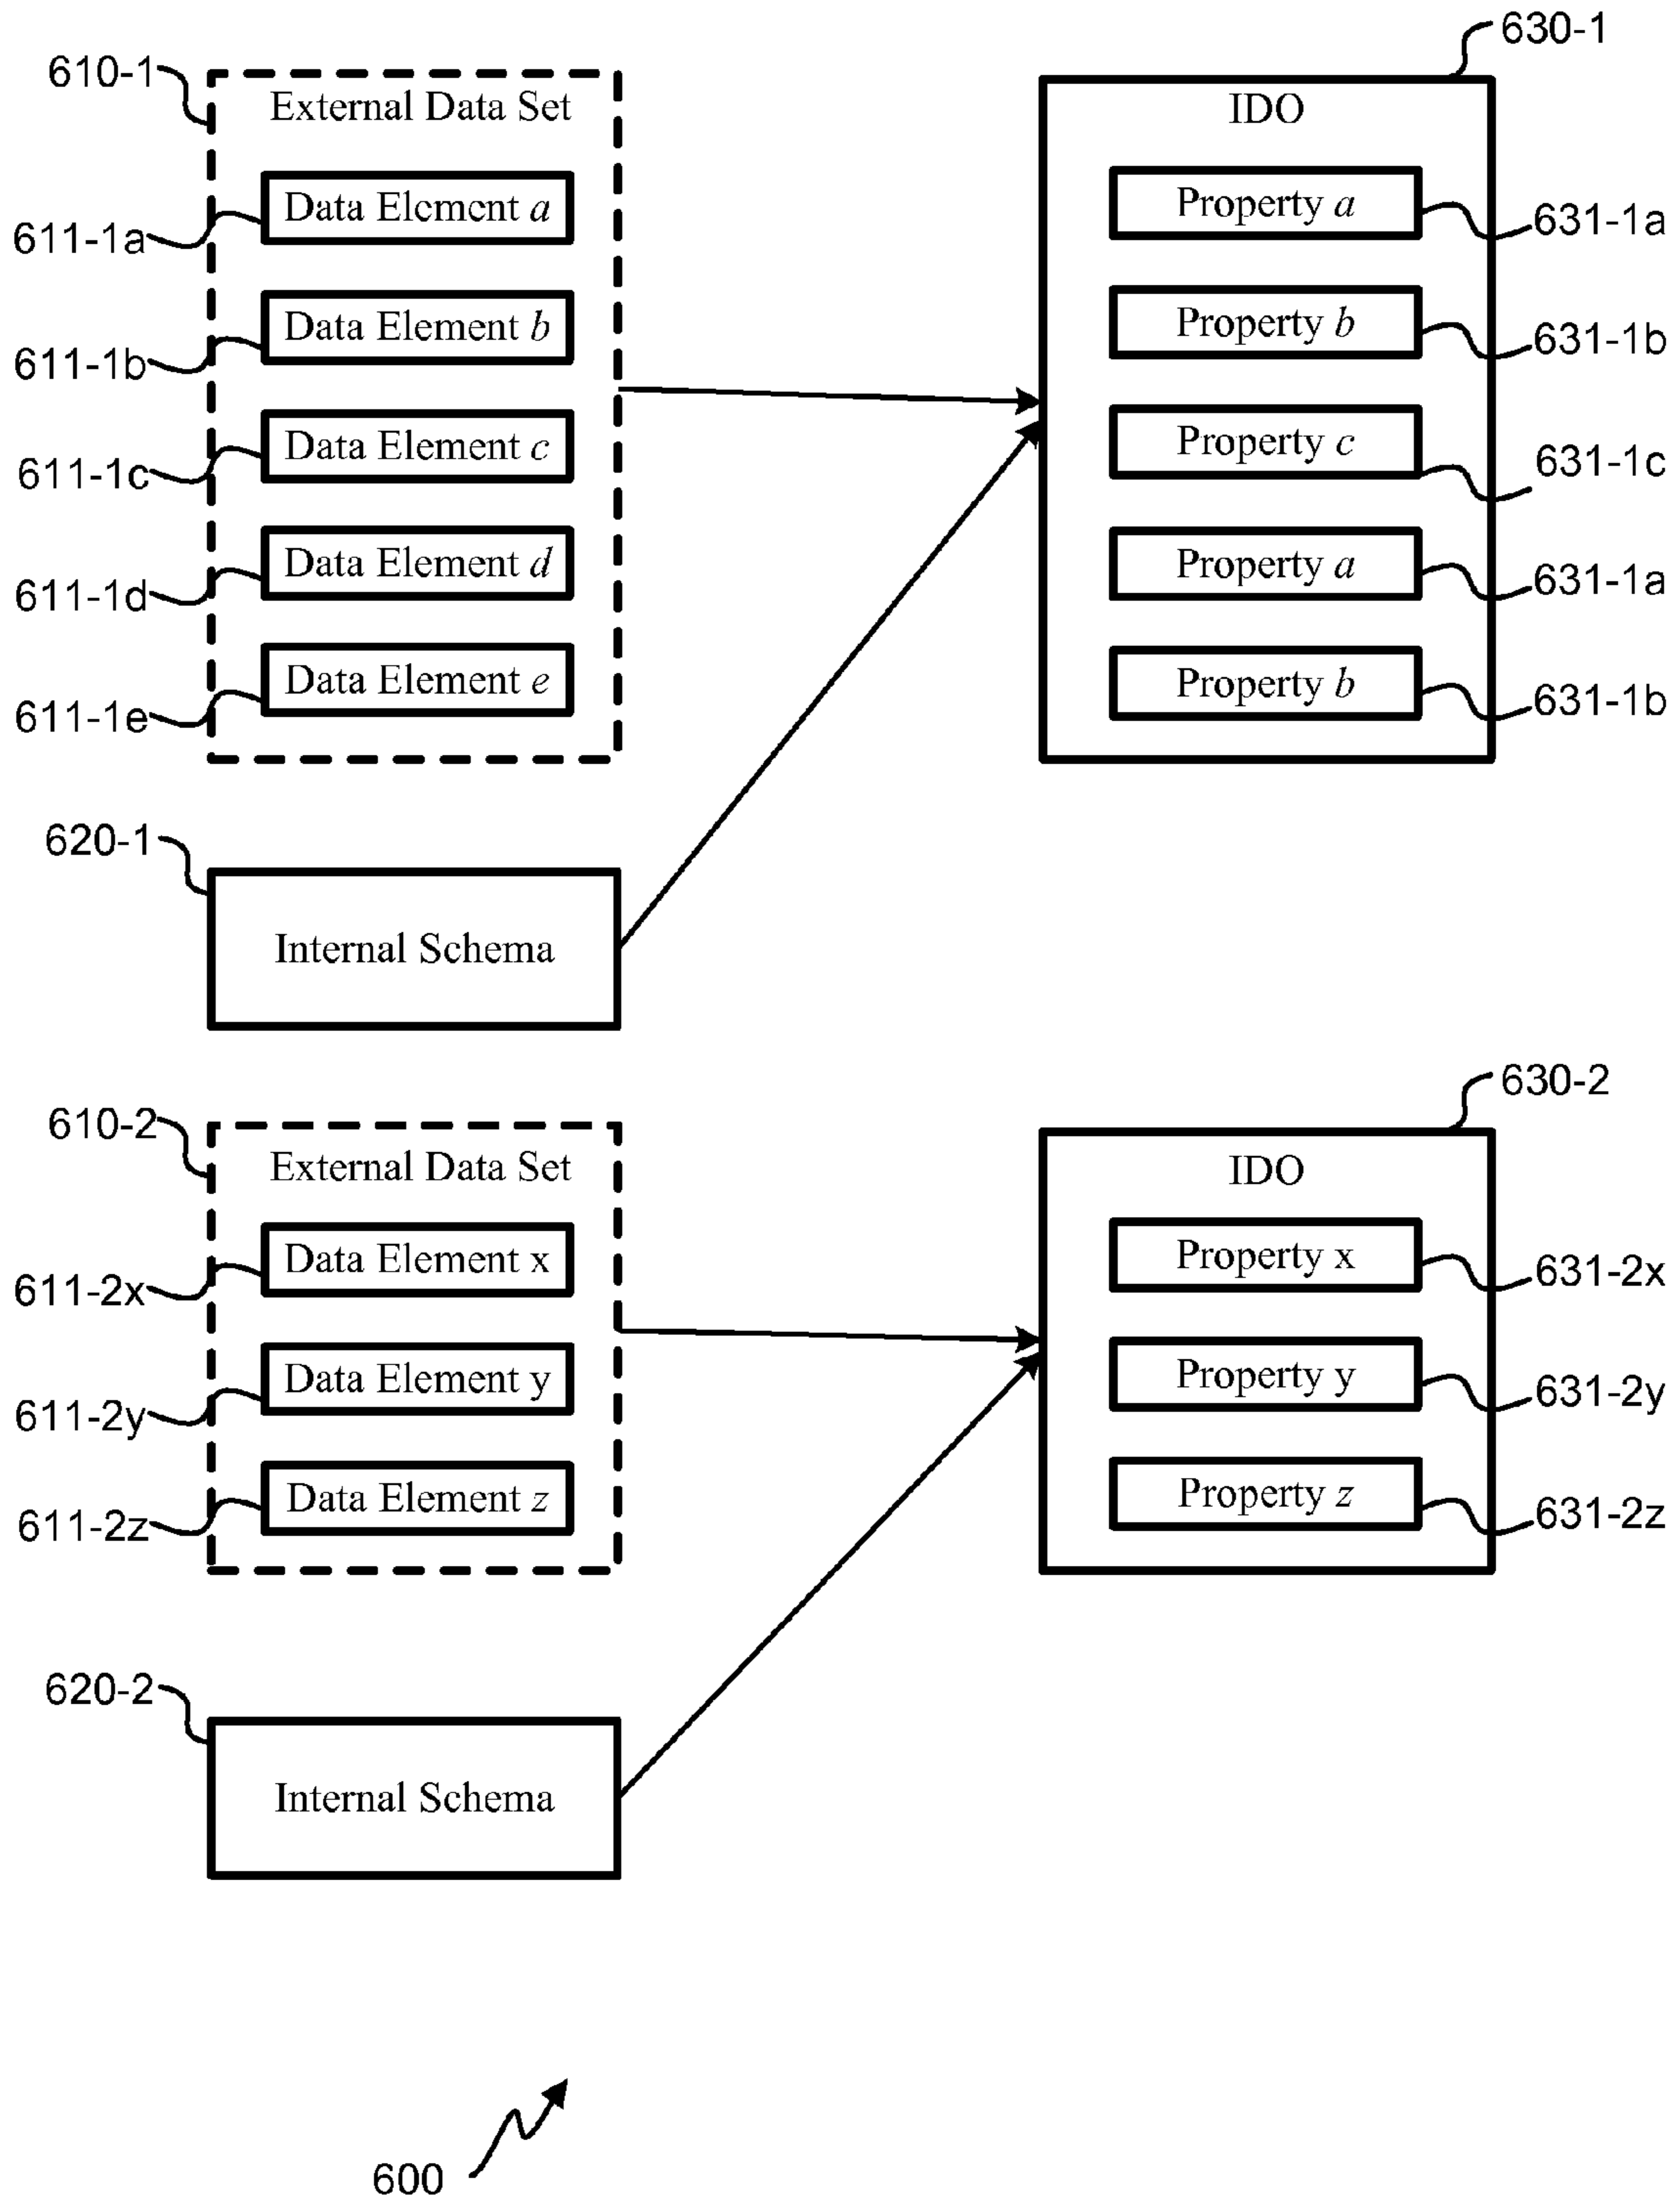 630-1
610-1
External Data Set
IDO
Data Element a
Property a
611-1a
631-1a
Data Element b
Property b
611-1b
631-1b
Data Element c
Property c
611-1c
631-1c
Data Element d
Property a
611-1d
631-1a
Data Element e
Property b
611-1e
631-1b
620-1
Internal Schema
630-2
610-2
External Data Set
IDO
Data Element x
Property x
611-2x
631-2x
Data Element y
Property y
611-2y
631-2y
Data Element z
Property z
611-2z
631-2z
620-2
Internal Schema
600